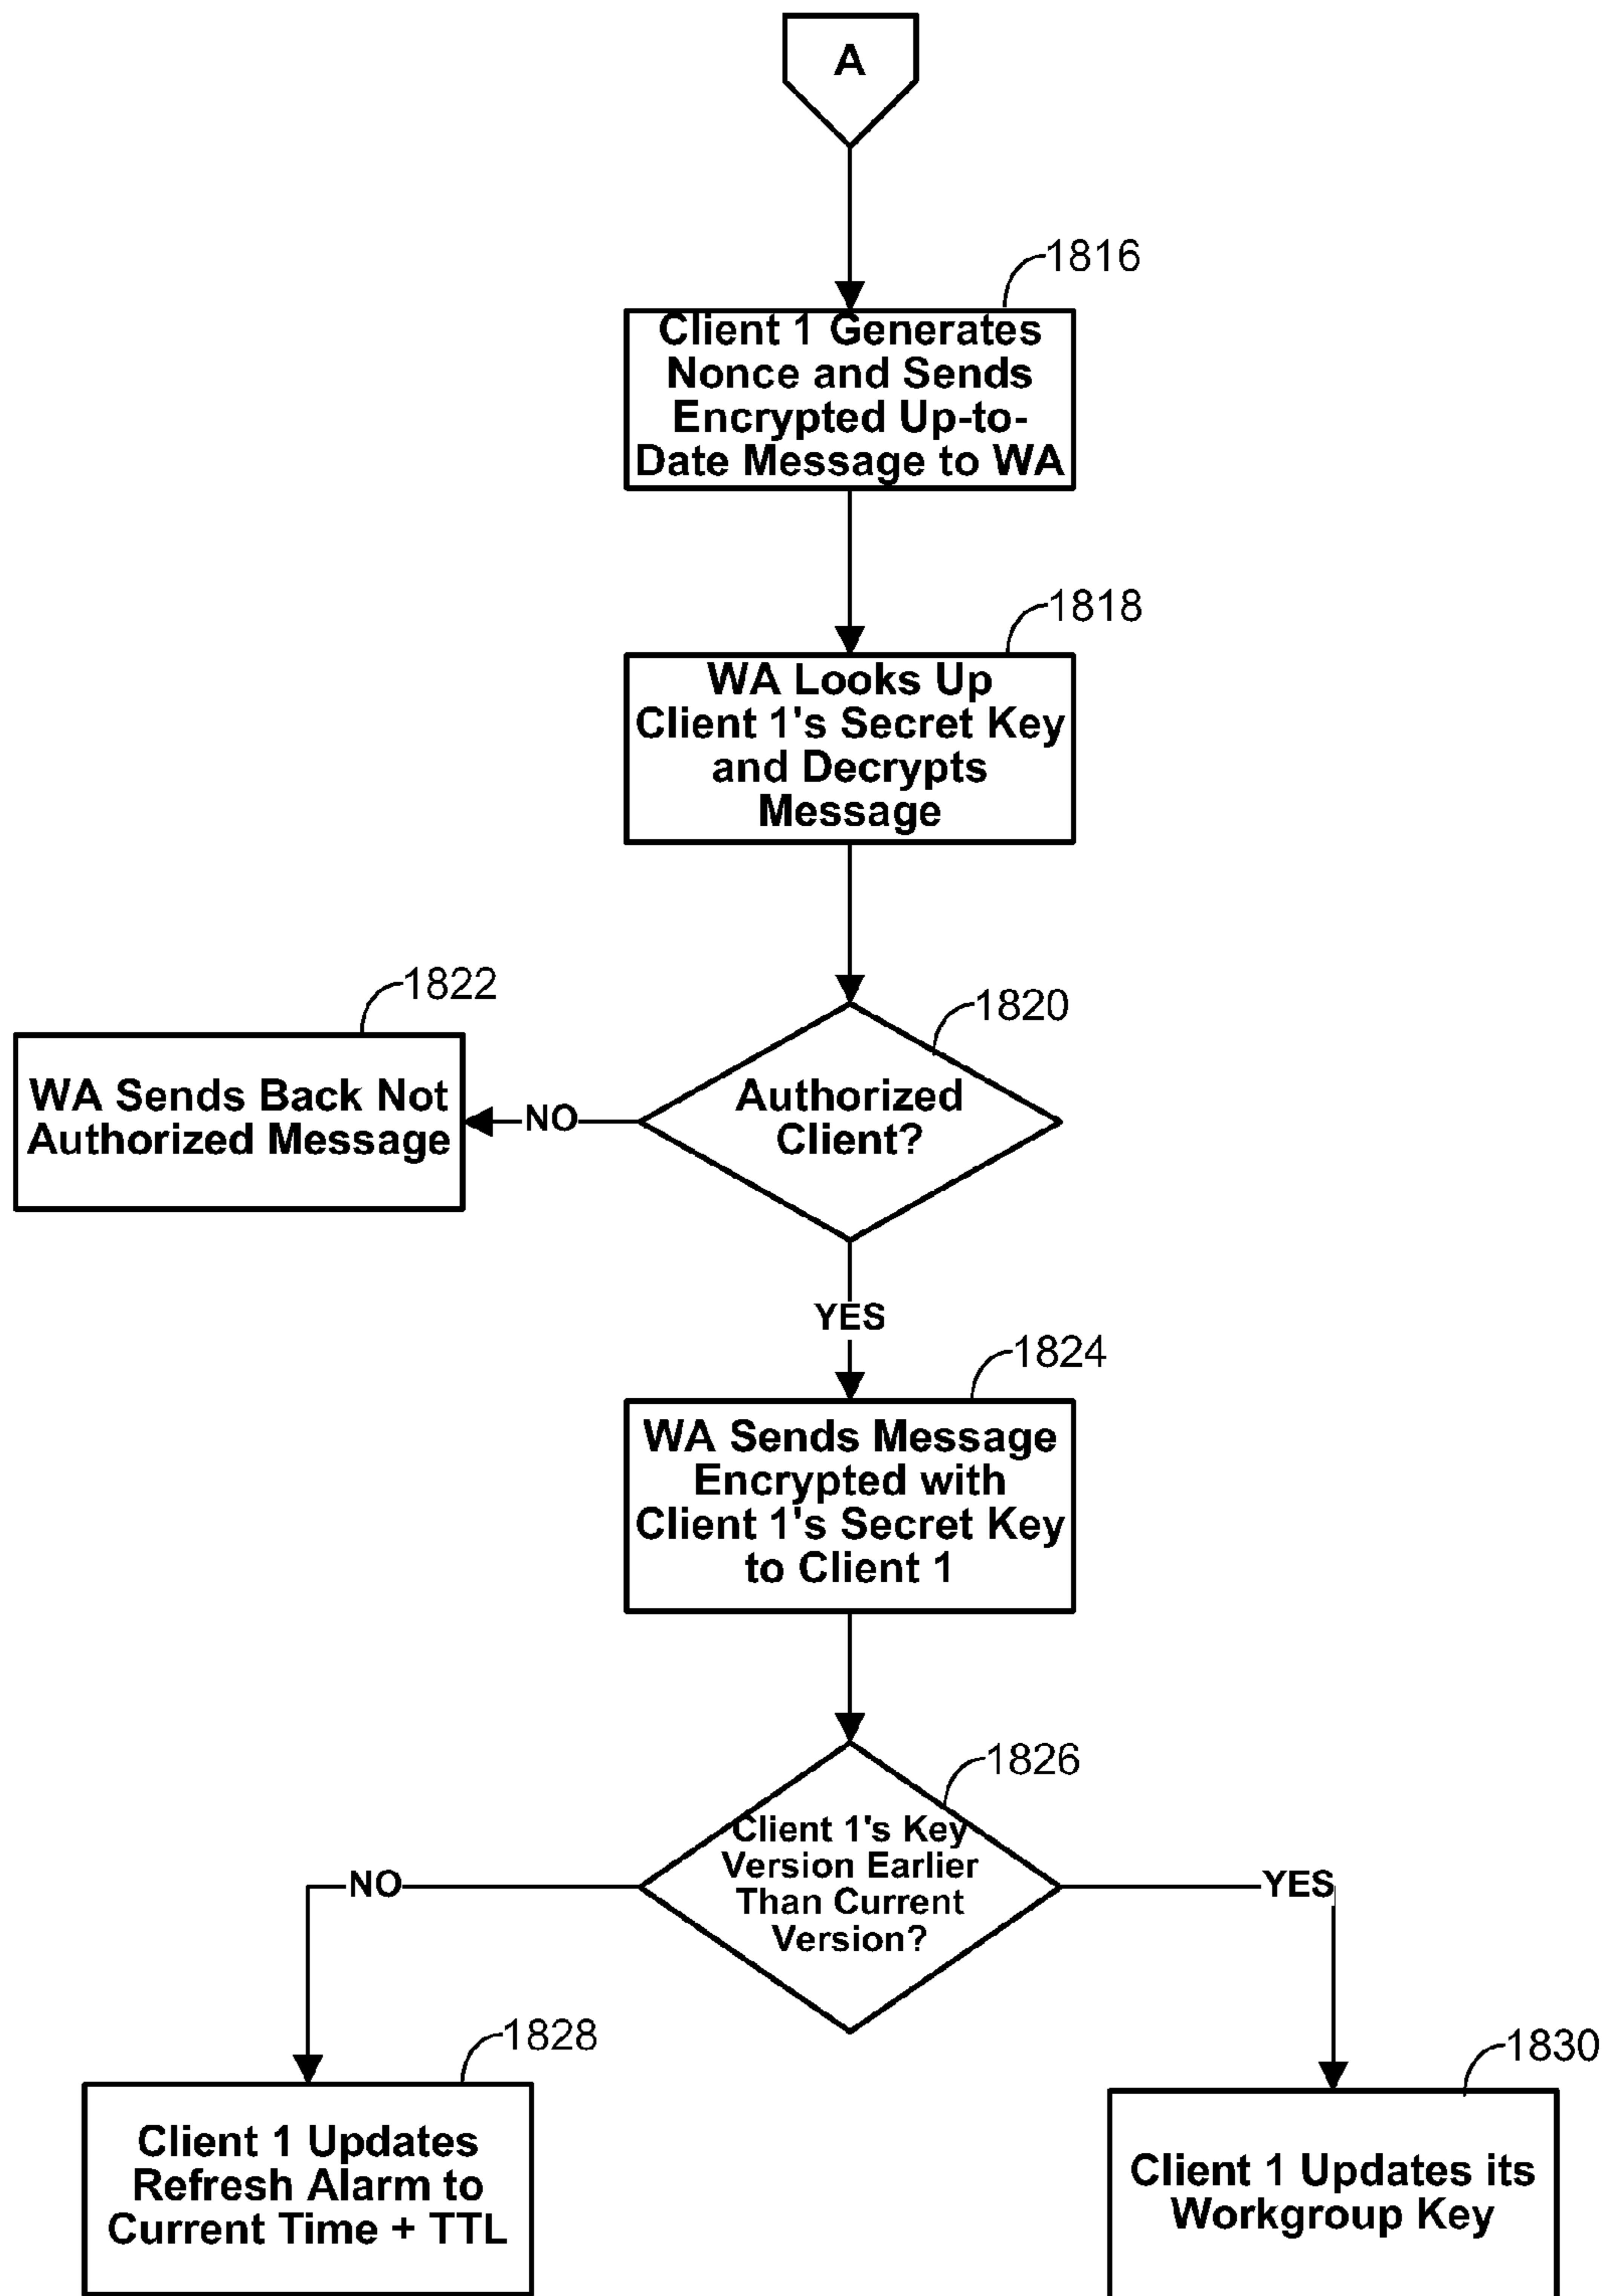 A
1816
Client 1 Generates
Nonce and Sends
Encrypted Up-to-
Date Message to WA
1818
WA Looks Up
Client 1's Secret Key
and Decrypts
Message
1822
1820
WA Sends Back Not
Authorized Message
NO
Authorized
Client?
YES
1824
WA Sends Message
Encrypted with
Client 1's Secret Key
to Client 1
1826
Client 1's Key
Version Earlier
Than Current
Version?
NO
YES
1828
1830
Client 1 Updates
Refresh Alarm to
Current Time + TTL
Client 1 Updates its
Workgroup Key